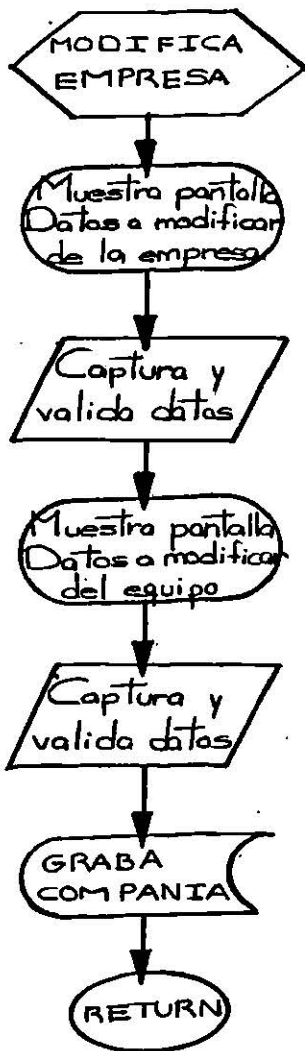 MODIFICA
EMPRESA
Muestra pantalla
Datos a modificar
de la empresa
Captura y
valida datos
Muestra pantalla
Datos a modificar
del equipo
Captura y
valida datos
GRABA
COMPANIA
RETURN